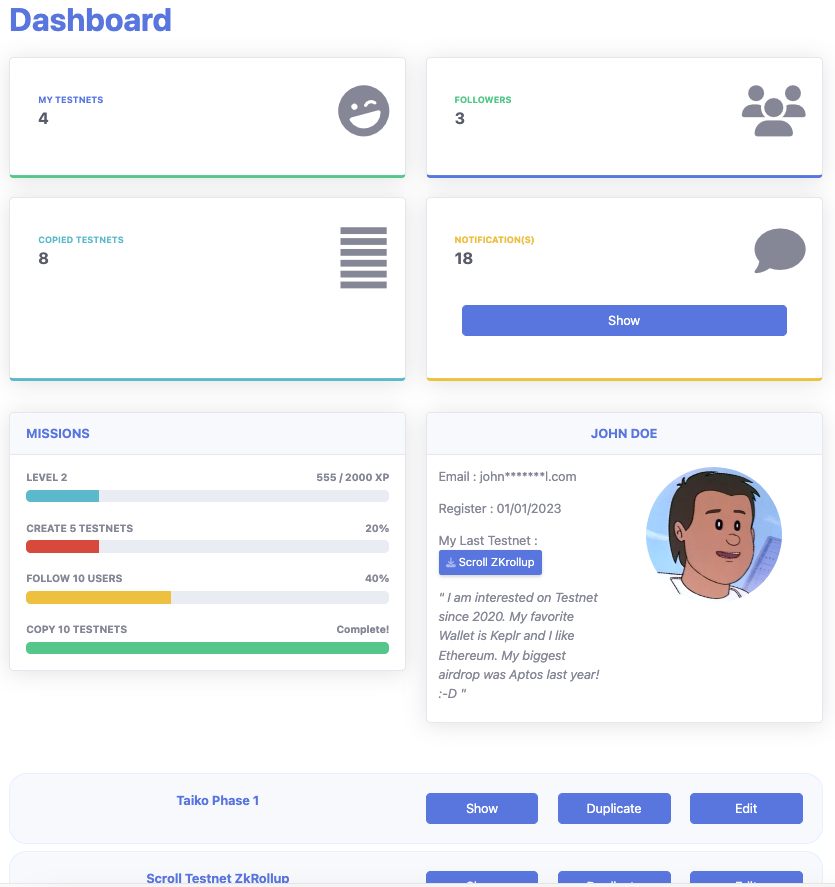 Dashboard
MY TESTNETS
4
FOLLOWERS
3
COPIED TESTNETS
8
NOTIFICATION(S)
18
Show
MISSIONS
LEVEL 2 555 / 2000 XP
CREATE 5 TESTNETS 20%
FOLLOW 10 USERS 40%
COPY 10 TESTNETS Complete!
JOHN DOE
Email : john*******l.com
Register : 01/01/2023
My Last Testnet :
Scroll ZKrollup
" I am interested on Testnet
since 2020. My favorite
Wallet is Keplr and I like
Ethereum. My biggest
airdrop was Aptos last year!
:-D "
Taiko Phase 1 Show Duplicate Edit
Scroll Testnet ZkRollup